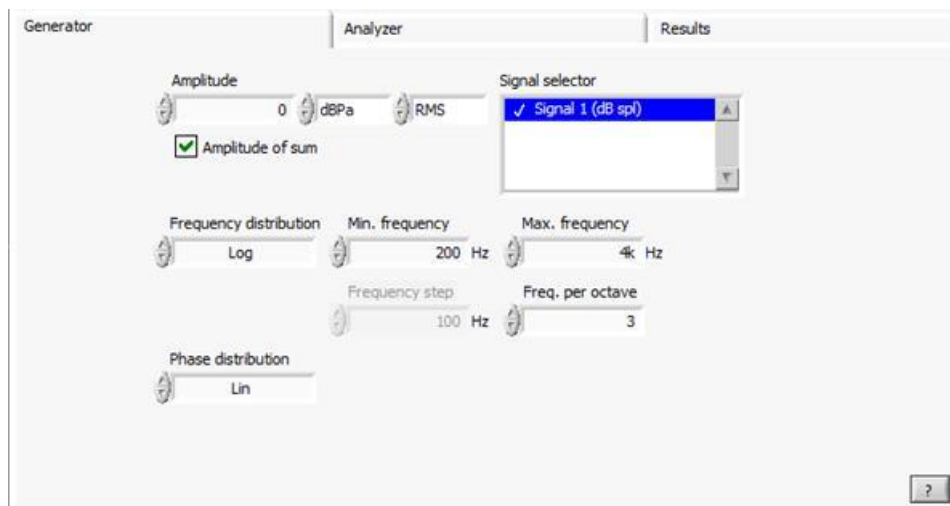 Generator Analyzer Results
Amplitude Signal selector
0 dBPa RMS ✓ Signal 1 (dB spl)
Amplitude of sum
Frequency distribution Min. frequency Max. frequency
Log 200 Hz 4k Hz
Frequency step Freq. per octave
100 Hz 3
Phase distribution
Lin
?